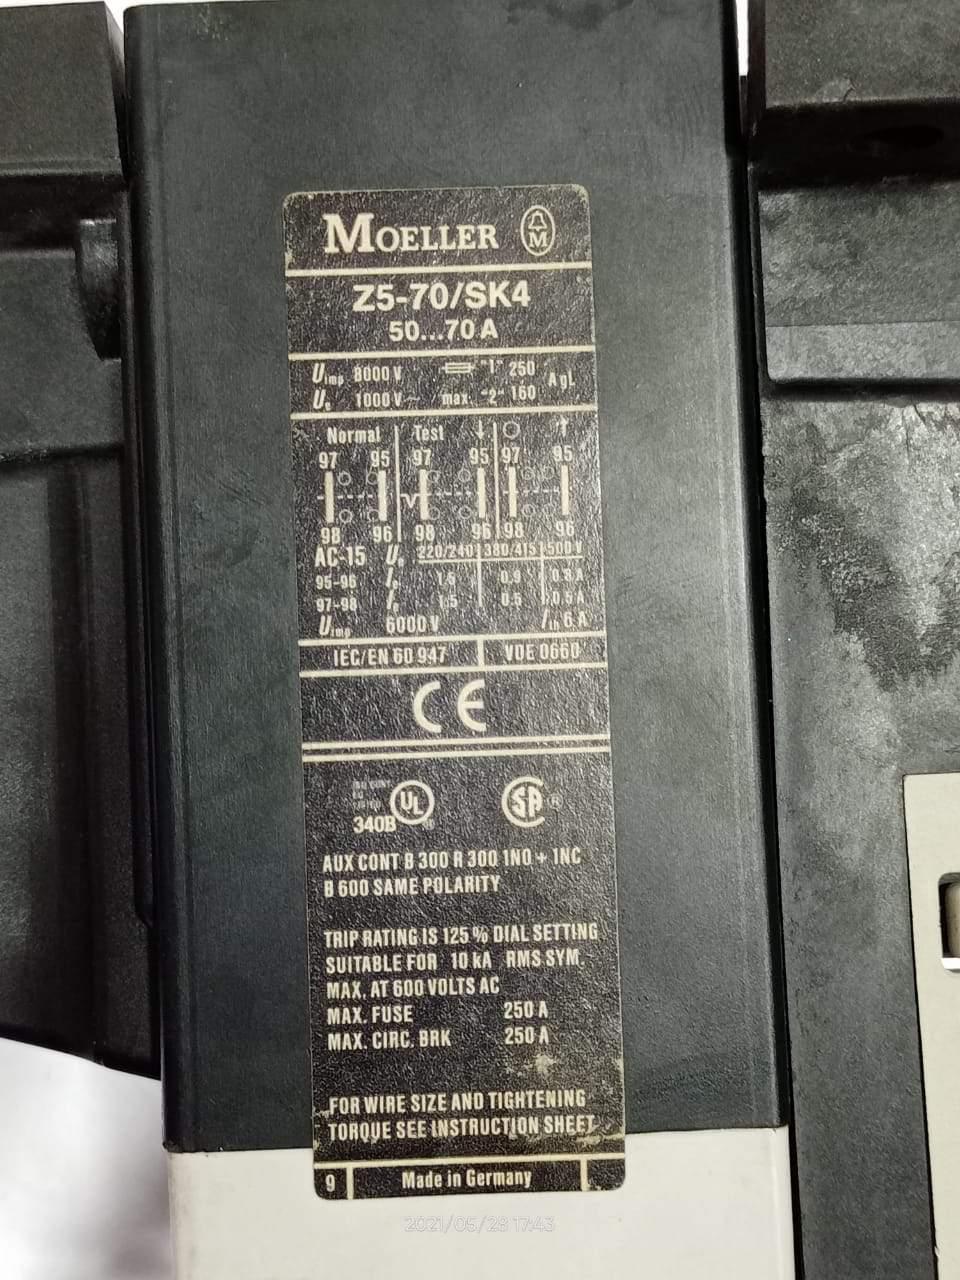 MOELLER M
Z5-70/SK4
50...70 A
Uimp 8000 V "1" 250 A gL
Ue 1000 V~ max. "2" 160
Normal Test
97 95 97 95 97 95
98 96 98 96 98 96
AC-15 Ue 220/240 380/415 500 V
95-96 Ie 1.5 0.9 0.8 A
97-98 Ie 1.5 0.5 0.5 A
Uimp 6000 V Ith 6 A
IEC/EN 60 947 VDE 0660
CE
UL SA ®
340B
AUX CONT B 300 R 300 1NO + 1NC
B 600 SAME POLARITY
TRIP RATING IS 125 % DIAL SETTING
SUITABLE FOR 10 kA RMS SYM.
MAX. AT 600 VOLTS AC
MAX. FUSE 250 A
MAX. CIRC. BRK 250 A
FOR WIRE SIZE AND TIGHTENING
TORQUE SEE INSTRUCTION SHEET
9 Made in Germany
2021/05/28 17:43